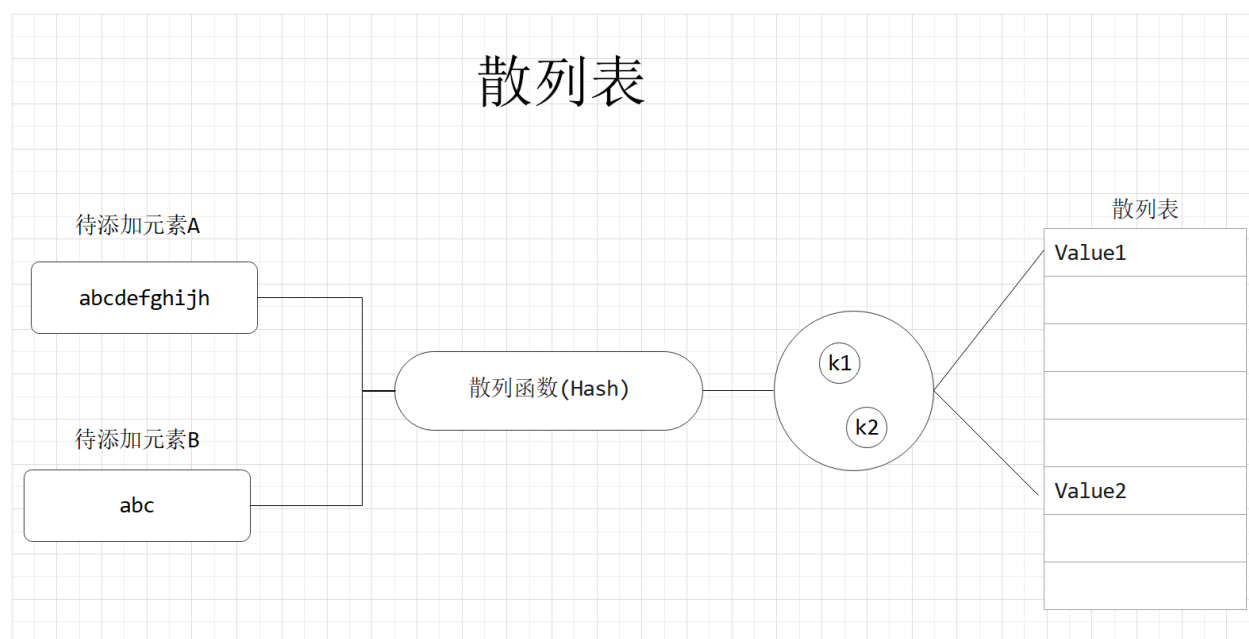 散列表
待添加元素A
abcdefghijh
散列函数(Hash)
待添加元素B
abc
k1
k2
散列表
Value1
Value2